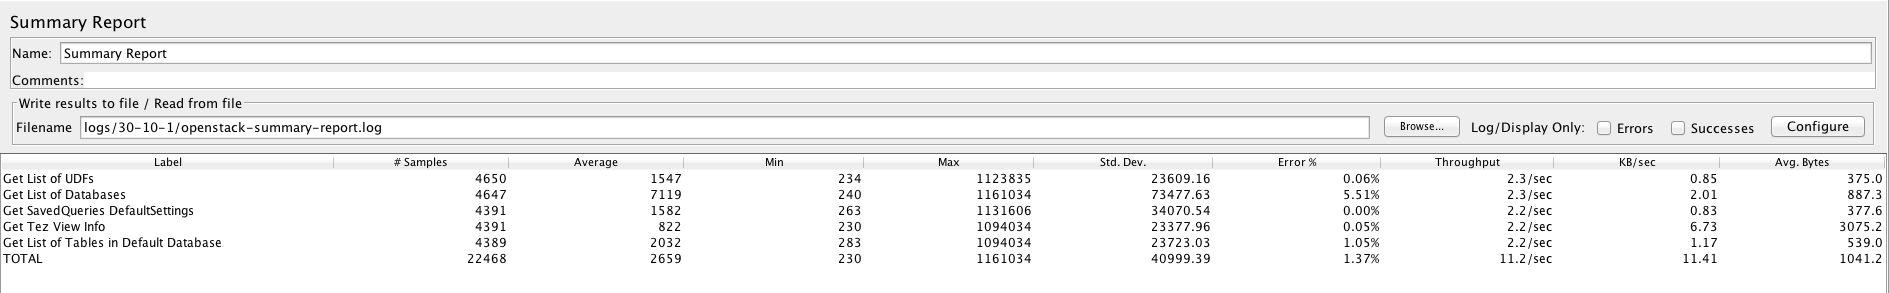 Summary Report
Name: Summary Report
Comments:
Write results to file / Read from file
Filename logs/30-10-1/openstack-summary-report.log Browse... Log/Display Only: Errors Successes Configure
Label # Samples Average Min Max Std. Dev. Error % Throughput KB/sec Avg. Bytes
Get List of UDFs 4650 1547 234 1123835 23609.16 0.06% 2.3/sec 0.85 375.0
Get List of Databases 4647 7119 240 1161034 73477.63 5.51% 2.3/sec 2.01 887.3
Get SavedQueries DefaultSettings 4391 1582 263 1131606 34070.54 0.00% 2.2/sec 0.83 377.6
Get Tez View Info 4391 822 230 1094034 23377.96 0.05% 2.2/sec 6.73 3075.2
Get List of Tables in Default Database 4389 2032 283 1094034 23723.03 1.05% 2.2/sec 1.17 539.0
TOTAL 22468 2659 230 1161034 40999.39 1.37% 11.2/sec 11.41 1041.2